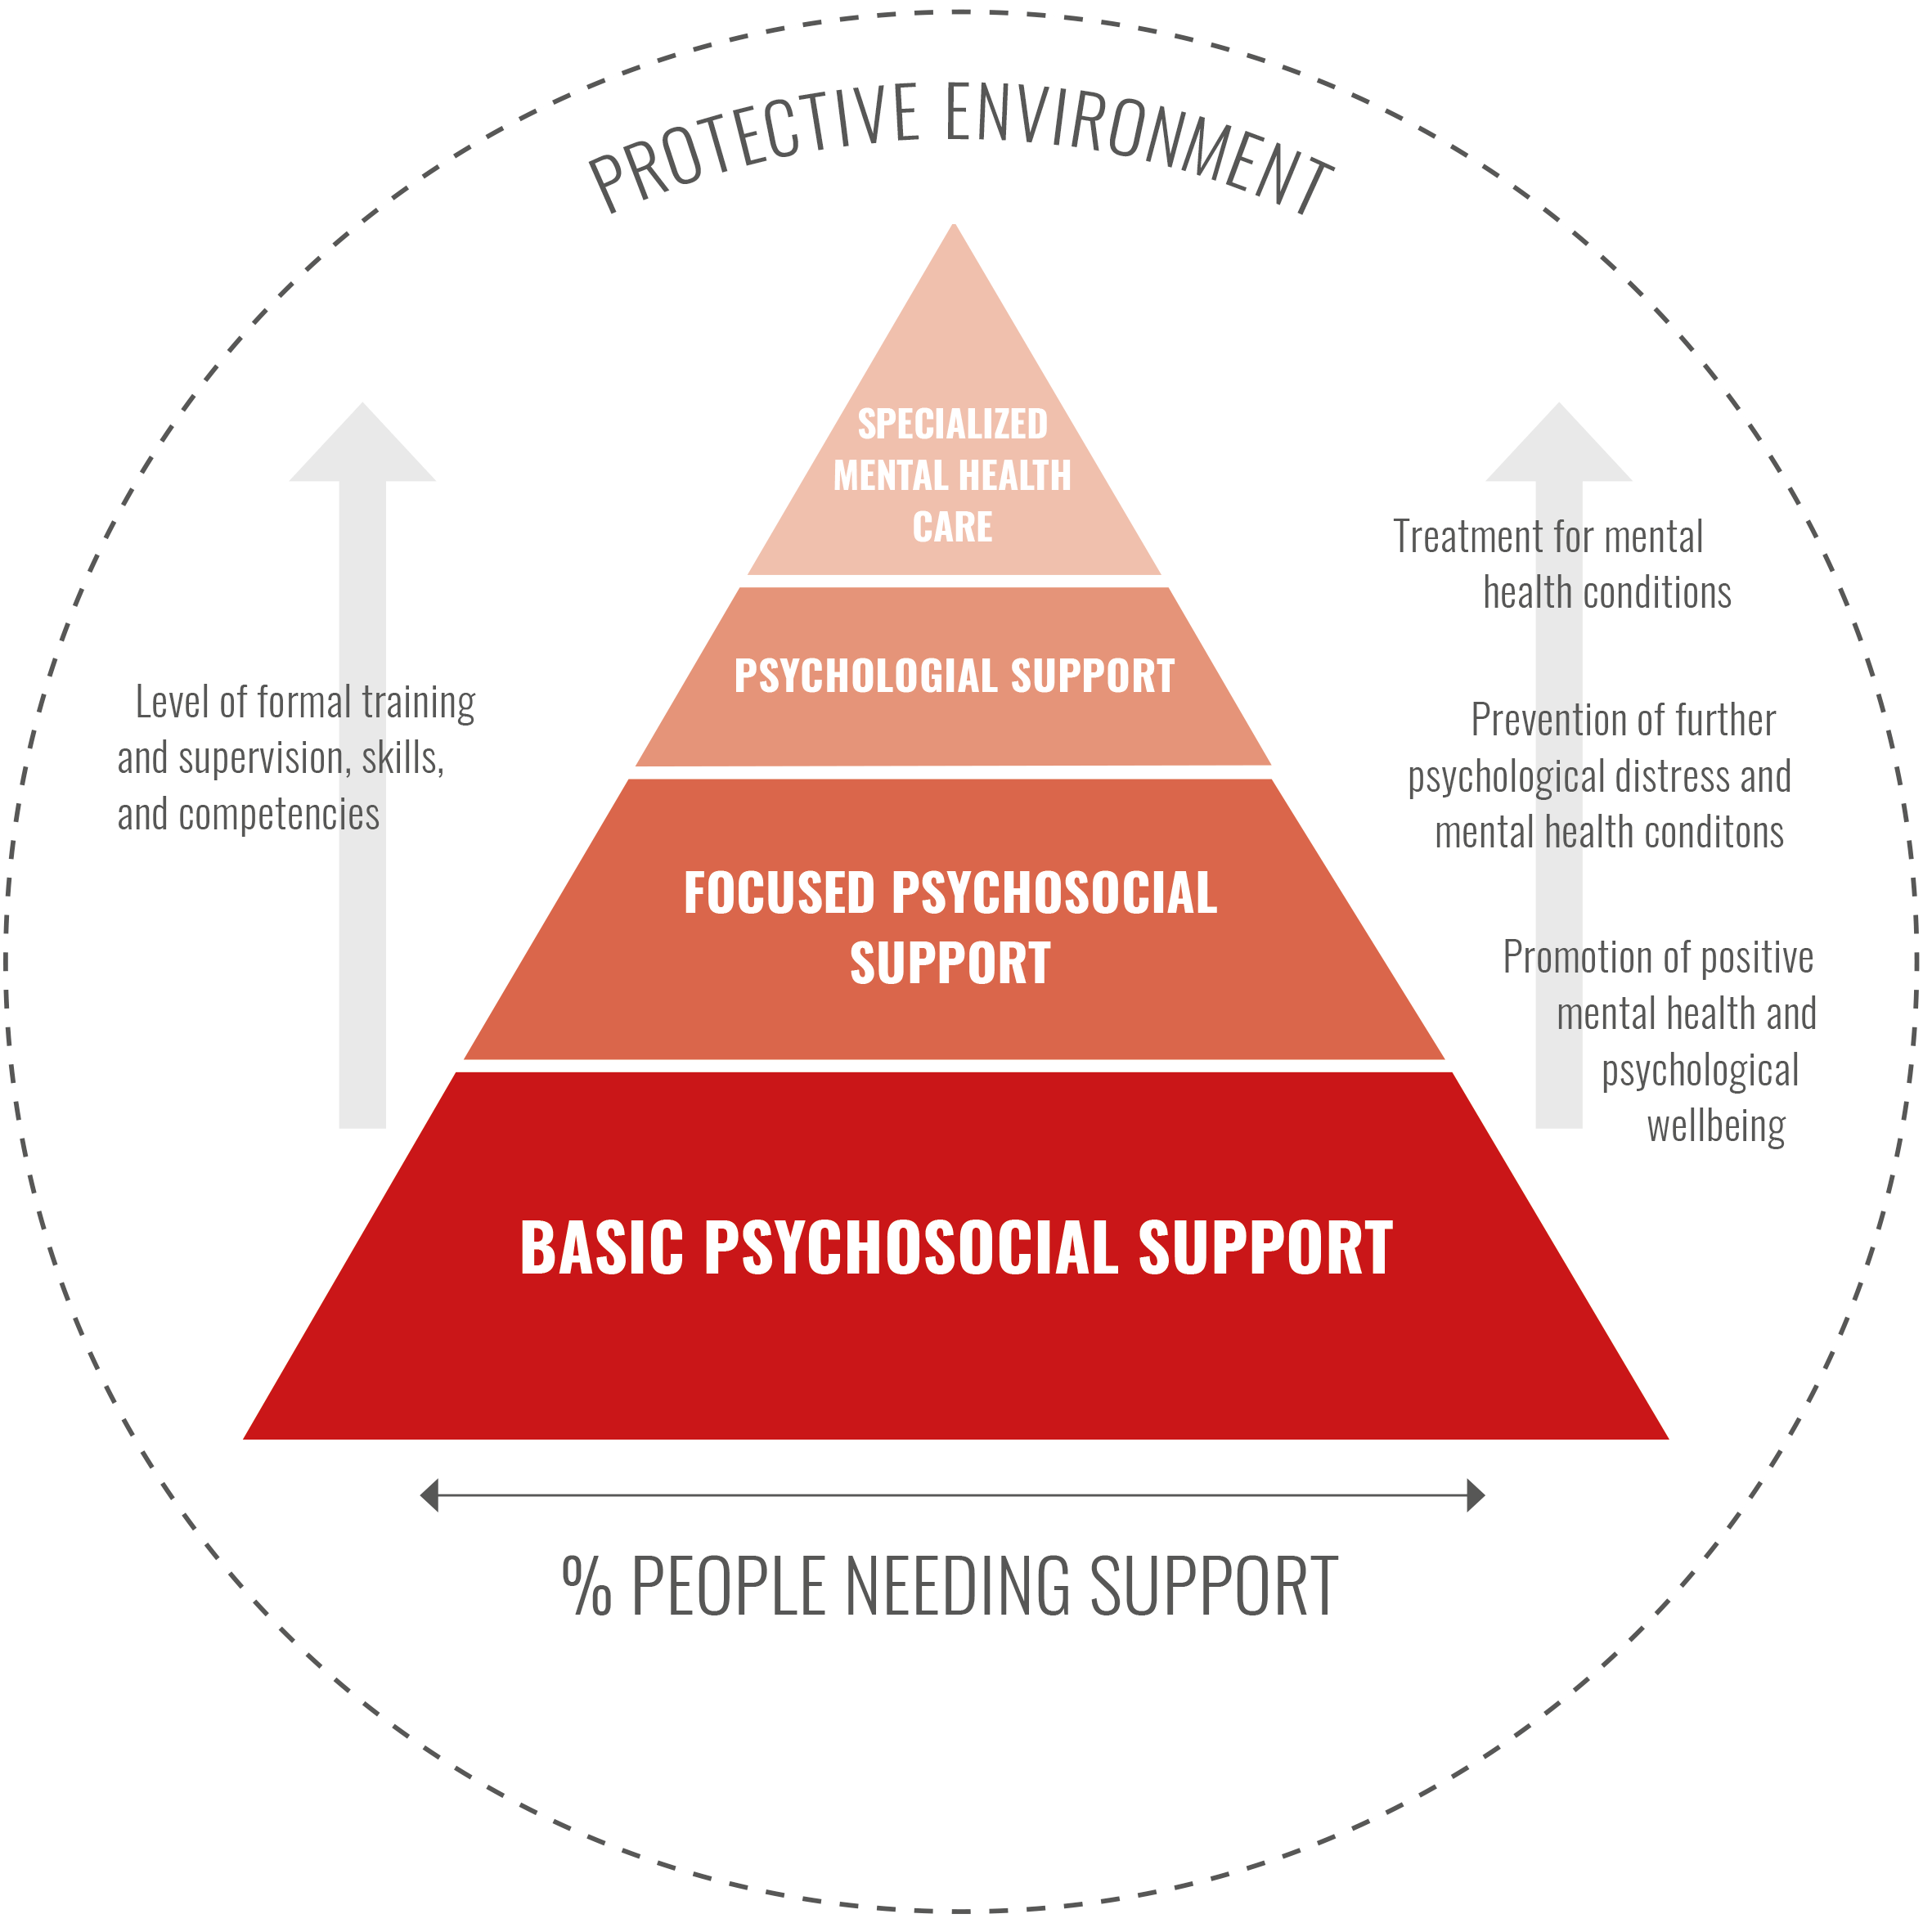 PROTECTIVE ENVIRONMENT
SPECIALIZED
MENTAL HEALTH
CARE
PSYCHOLOGIAL SUPPORT
FOCUSED PSYCHOSOCIAL
SUPPORT
BASIC PSYCHOSOCIAL SUPPORT
Level of formal training
and supervision, skills,
and competencies
Treatment for mental
health conditions
Prevention of further
psychological distress and
mental health conditons
Promotion of positive
mental health and
psychological
wellbeing
% PEOPLE NEEDING SUPPORT